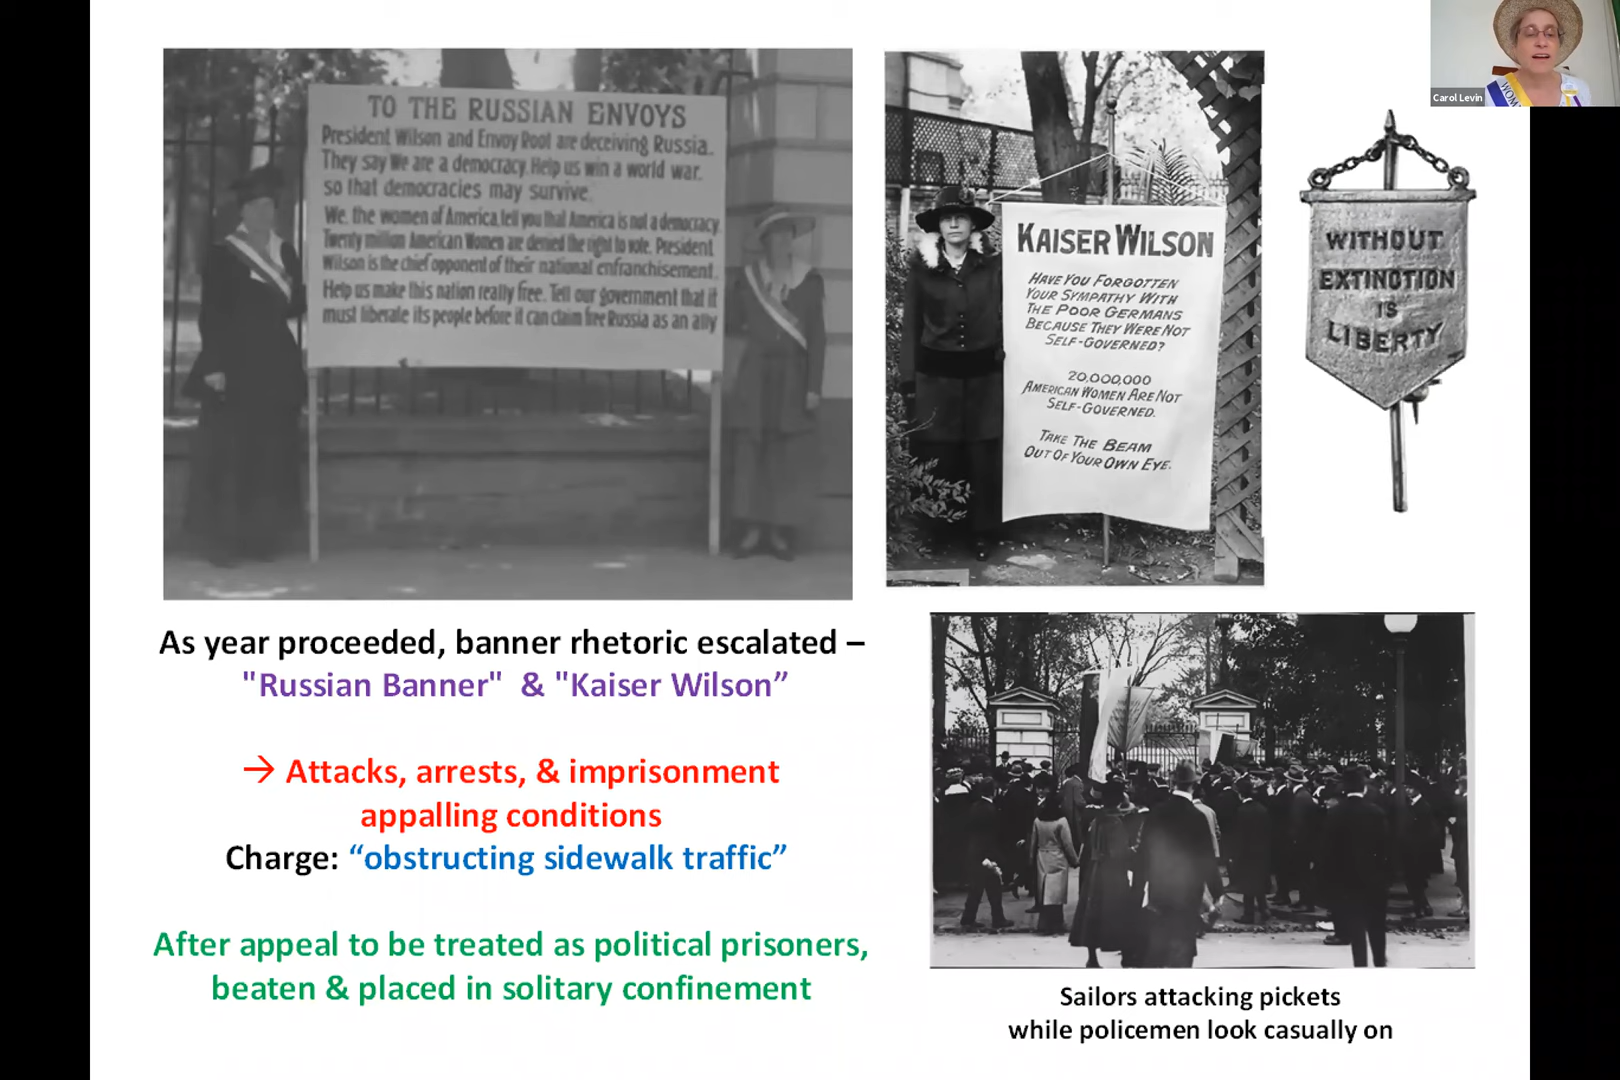 TO THE RUSSIAN ENVOYS
President Wilson and Envoy Root are deceiving Russia.
They say We are a democracy. Help us win a world war.
so that democracies may survive.
We, the women of America, tell you that America is not a democracy
Twenty million American Women are denied the right to vote. President
Wilson is the chief opponent of their national enfranchisement.
Help us make this nation really free. Tell our government that it
must liberate its people before it can claim free Russia as an ally
KAISER WILSON
HAVE YOU FORGOTTEN
YOUR SYMPATHY WITH
THE POOR GERMANS
BECAUSE THEY WERE NOT
SELF-GOVERNED?
20,000,000
AMERICAN WOMEN ARE NOT
SELF-GOVERNED.
TAKE THE BEAM
OUT OF YOUR OWN EYE.
WITHOUT
EXTINCTION
IS
LIBERTY
Carol Levin
WOM
As year proceeded, banner rhetoric escalated –
"Russian Banner" & "Kaiser Wilson”
→ Attacks, arrests, & imprisonment
appalling conditions
Charge: “obstructing sidewalk traffic”
After appeal to be treated as political prisoners,
beaten & placed in solitary confinement
Sailors attacking pickets
while policemen look casually on